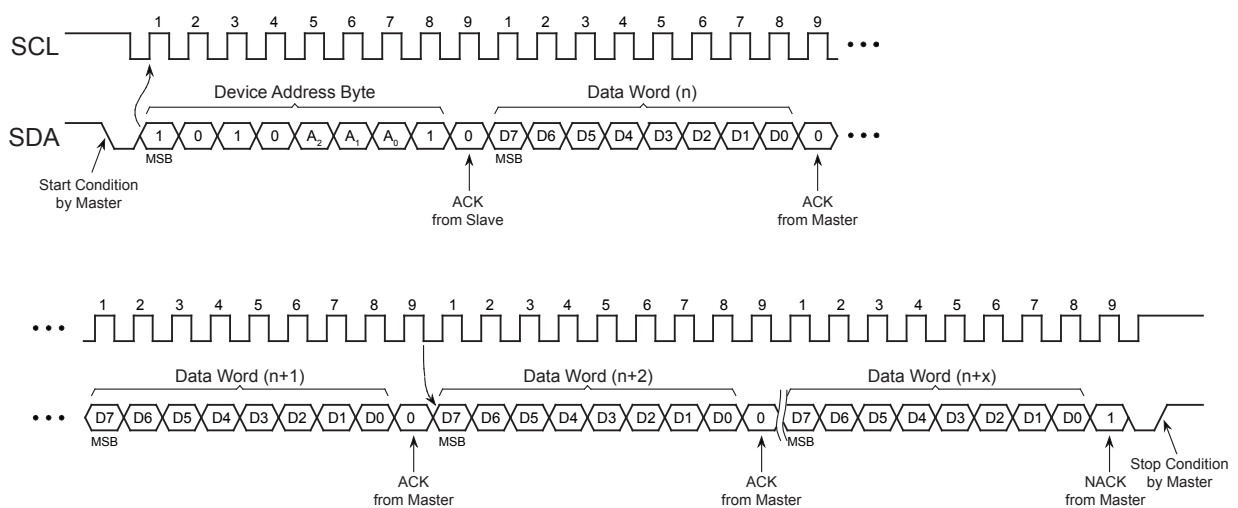 1 2 3 4 5 6 7 8 9 1 2 3 4 5 6 7 8 9
SCL
Device Address Byte Data Word (n)
SDA 1 0 1 0 A2 A1 A0 1 0 D7 D6 D5 D4 D3 D2 D1 D0 0
MSB MSB
Start Condition
by Master
ACK
from Slave
ACK
from Master
1 2 3 4 5 6 7 8 9 1 2 3 4 5 6 7 8 9 1 2 3 4 5 6 7 8 9
Data Word (n+1) Data Word (n+2) Data Word (n+x)
D7 D6 D5 D4 D3 D2 D1 D0 0 D7 D6 D5 D4 D3 D2 D1 D0 0 D7 D6 D5 D4 D3 D2 D1 D0 1
MSB MSB MSB
ACK
from Master
ACK
from Master
NACK
from Master
Stop Condition
by Master